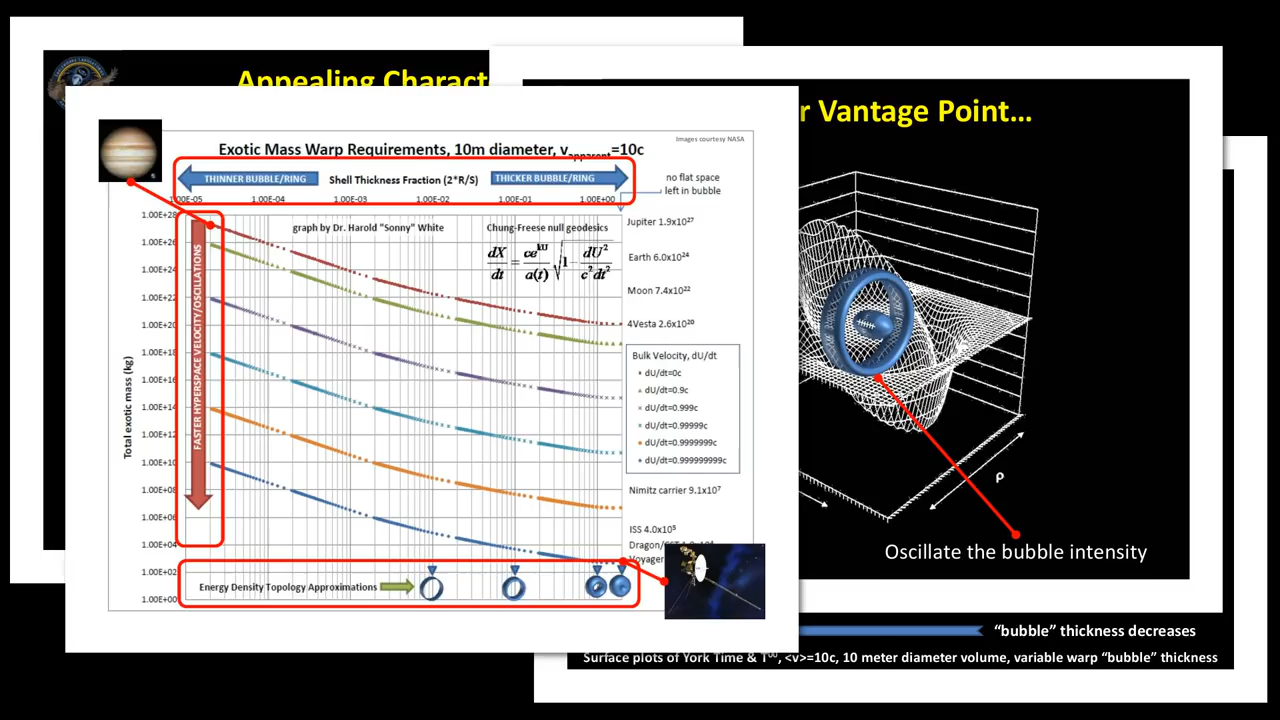 Appealing Charact
r Vantage Point…
Images courtesy NASA
Exotic Mass Warp Requirements, 10m diameter, v_apparent=10c
THINNER BUBBLE/RING
Shell Thickness Fraction (2*R/S)
THICKER BUBBLE/RING
no flat space
left in bubble
1.00E-05 1.00E-04 1.00E-03 1.00E-02 1.00E-01 1.00E+00
graph by Dr. Harold "Sonny" White
Chung-Freese null geodesics
dX/dt = ce^kU/a(t) √1 − dU²/c²dt²
Total exotic mass (kg)
FASTER HYPERSPACE VELOCITY/OSCILLATIONS
1.00E+28
1.00E+26
1.00E+24
1.00E+22
1.00E+20
1.00E+18
1.00E+16
1.00E+14
1.00E+12
1.00E+10
1.00E+08
1.00E+06
1.00E+04
1.00E+02
1.00E+00
Jupiter 1.9x10²⁷
Earth 6.0x10²⁴
Moon 7.4x10²²
4Vesta 2.6x10²⁰
Bulk Velocity, dU/dt
dU/dt=0c
dU/dt=0.9c
dU/dt=0.999c
dU/dt=0.99999c
dU/dt=0.9999999c
dU/dt=0.999999999c
Nimitz carrier 9.1x10⁷
ISS 4.0x10⁵
Voyager
Energy Density Topology Approximations
ρ
Oscillate the bubble intensity
"bubble" thickness decreases
Surface plots of York Time & T⁰⁰, <v>=10c, 10 meter diameter volume, variable warp "bubble" thickness